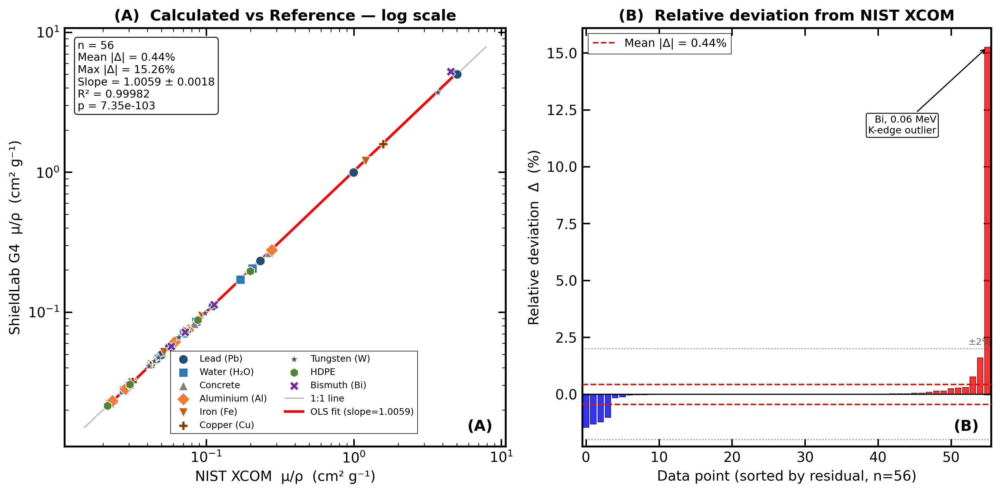 (A) Calculated vs Reference — log scale
10¹
10⁰
10⁻¹
ShieldLab G4 μ/ρ (cm² g⁻¹)
n = 56
Mean |Δ| = 0.44%
Max |Δ| = 15.26%
Slope = 1.0059 ± 0.0018
R² = 0.99982
p = 7.35e-103
Lead (Pb)
Water (H₂O)
Concrete
Aluminium (Al)
Iron (Fe)
Copper (Cu)
Tungsten (W)
HDPE
Bismuth (Bi)
1:1 line
OLS fit (slope=1.0059)
(A)
10⁻¹ 10⁰ 10¹
NIST XCOM μ/ρ (cm² g⁻¹)
(B) Relative deviation from NIST XCOM
Mean |Δ| = 0.44%
15.0
12.5
10.0
7.5
5.0
2.5
0.0
Relative deviation Δ (%)
Bi, 0.06 MeV
K-edge outlier
±2%
(B)
0 10 20 30 40 50
Data point (sorted by residual, n=56)